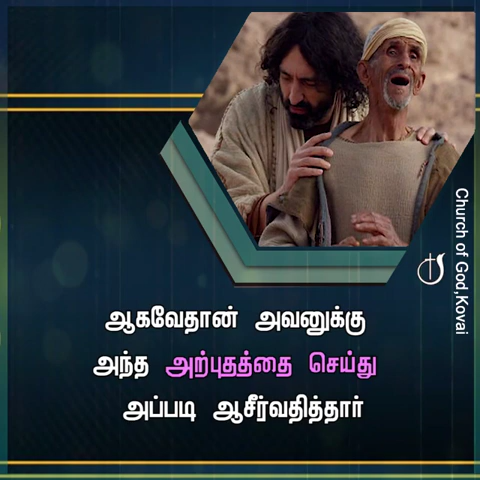 ஆகவேதான் அவனுக்கு
அந்த அற்புதத்தை செய்து
அப்படி ஆசீர்வதித்தார்
Church of God,Kovai